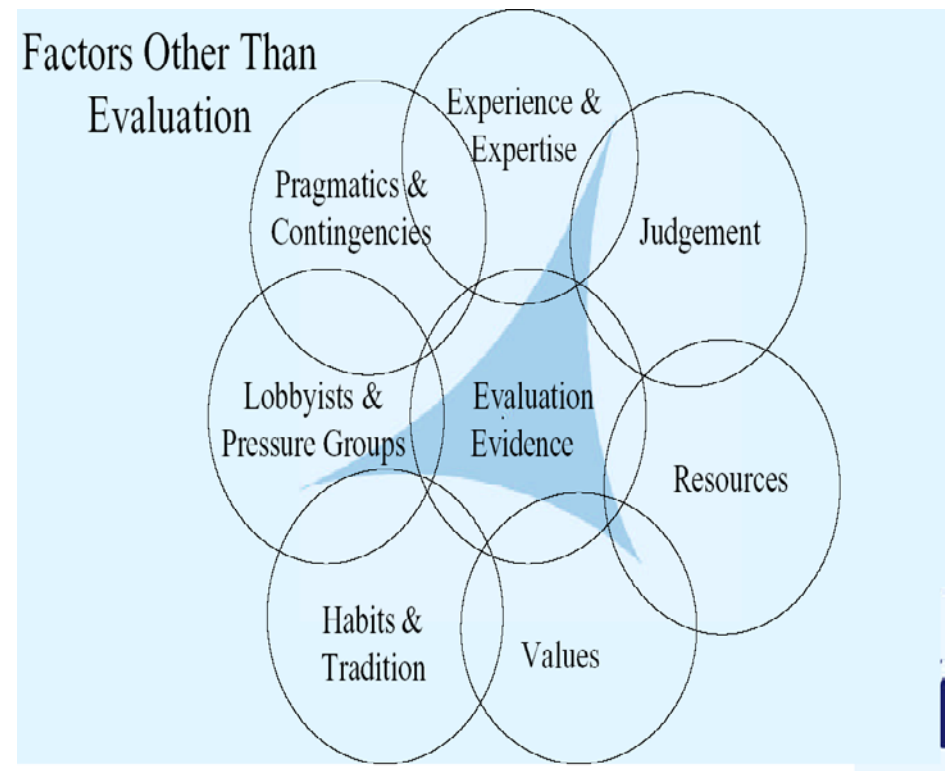 Factors Other Than
Evaluation
Experience &
Expertise
Pragmatics &
Contingencies
Judgement
Lobbyists &
Pressure Groups
Evaluation
Evidence
Resources
Habits &
Tradition
Values